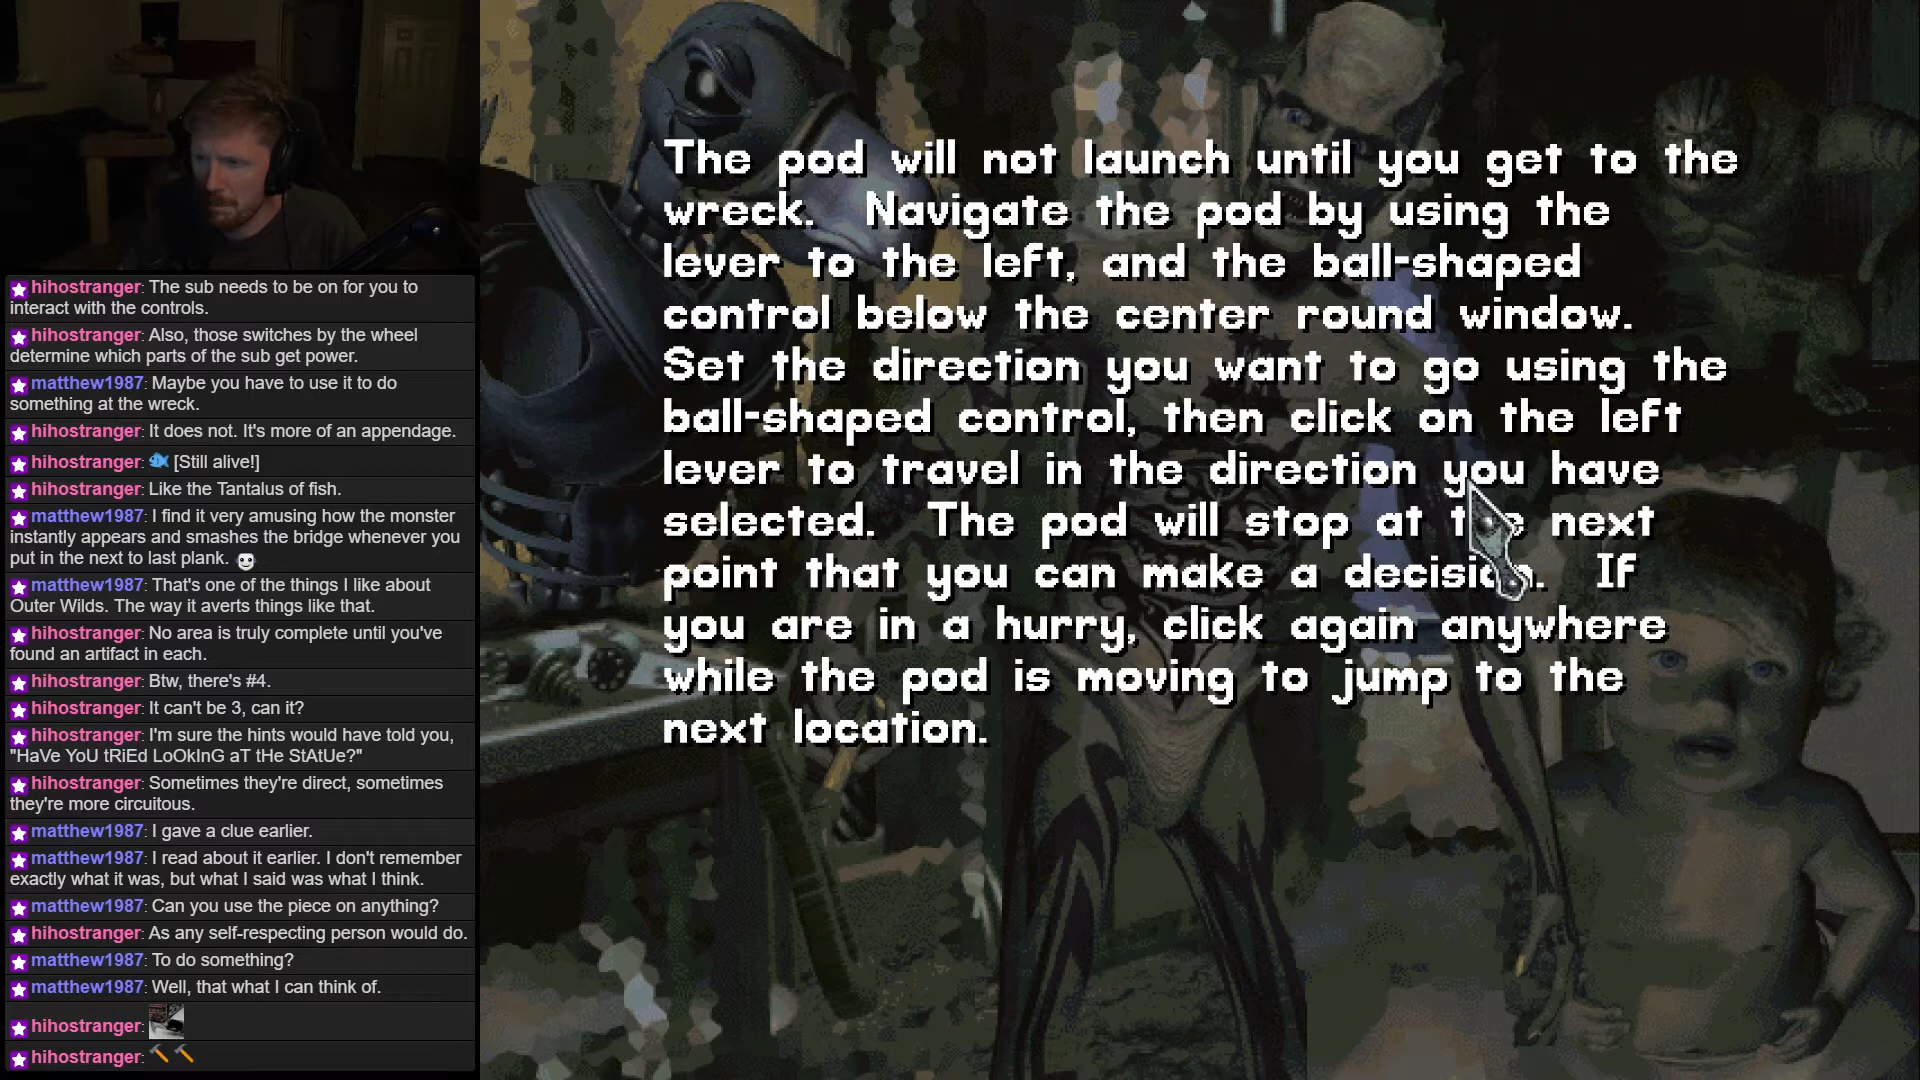 hihostranger: The sub needs to be on for you to
interact with the controls.
hihostranger: Also, those switches by the wheel
determine which parts of the sub get power.
matthew1987: Maybe you have to use it to do
something at the wreck.
hihostranger: It does not. It's more of an appendage.
hihostranger: [Still alive!]
hihostranger: Like the Tantalus of fish.
matthew1987: I find it very amusing how the monster
instantly appears and smashes the bridge whenever you
put in the next to last plank.
matthew1987: That's one of the things I like about
Outer Wilds. The way it averts things like that.
hihostranger: No area is truly complete until you've
found an artifact in each.
hihostranger: Btw, there's #4.
hihostranger: It can't be 3, can it?
hihostranger: I'm sure the hints would have told you,
"HaVe YoU tRiEd LoOkInG aT tHe StAtUe?"
hihostranger: Sometimes they're direct, sometimes
they're more circuitous.
matthew1987: I gave a clue earlier.
matthew1987: I read about it earlier. I don't remember
exactly what it was, but what I said was what I think.
matthew1987: Can you use the piece on anything?
hihostranger: As any self-respecting person would do.
matthew1987: To do something?
matthew1987: Well, that what I can think of.
hihostranger:
hihostranger:
The pod will not launch until you get to the
wreck. Navigate the pod by using the
lever to the left, and the ball-shaped
control below the center round window.
Set the direction you want to go using the
ball-shaped control, then click on the left
lever to travel in the direction you have
selected. The pod will stop at the next
point that you can make a decision. If
you are in a hurry, click again anywhere
while the pod is moving to jump to the
next location.